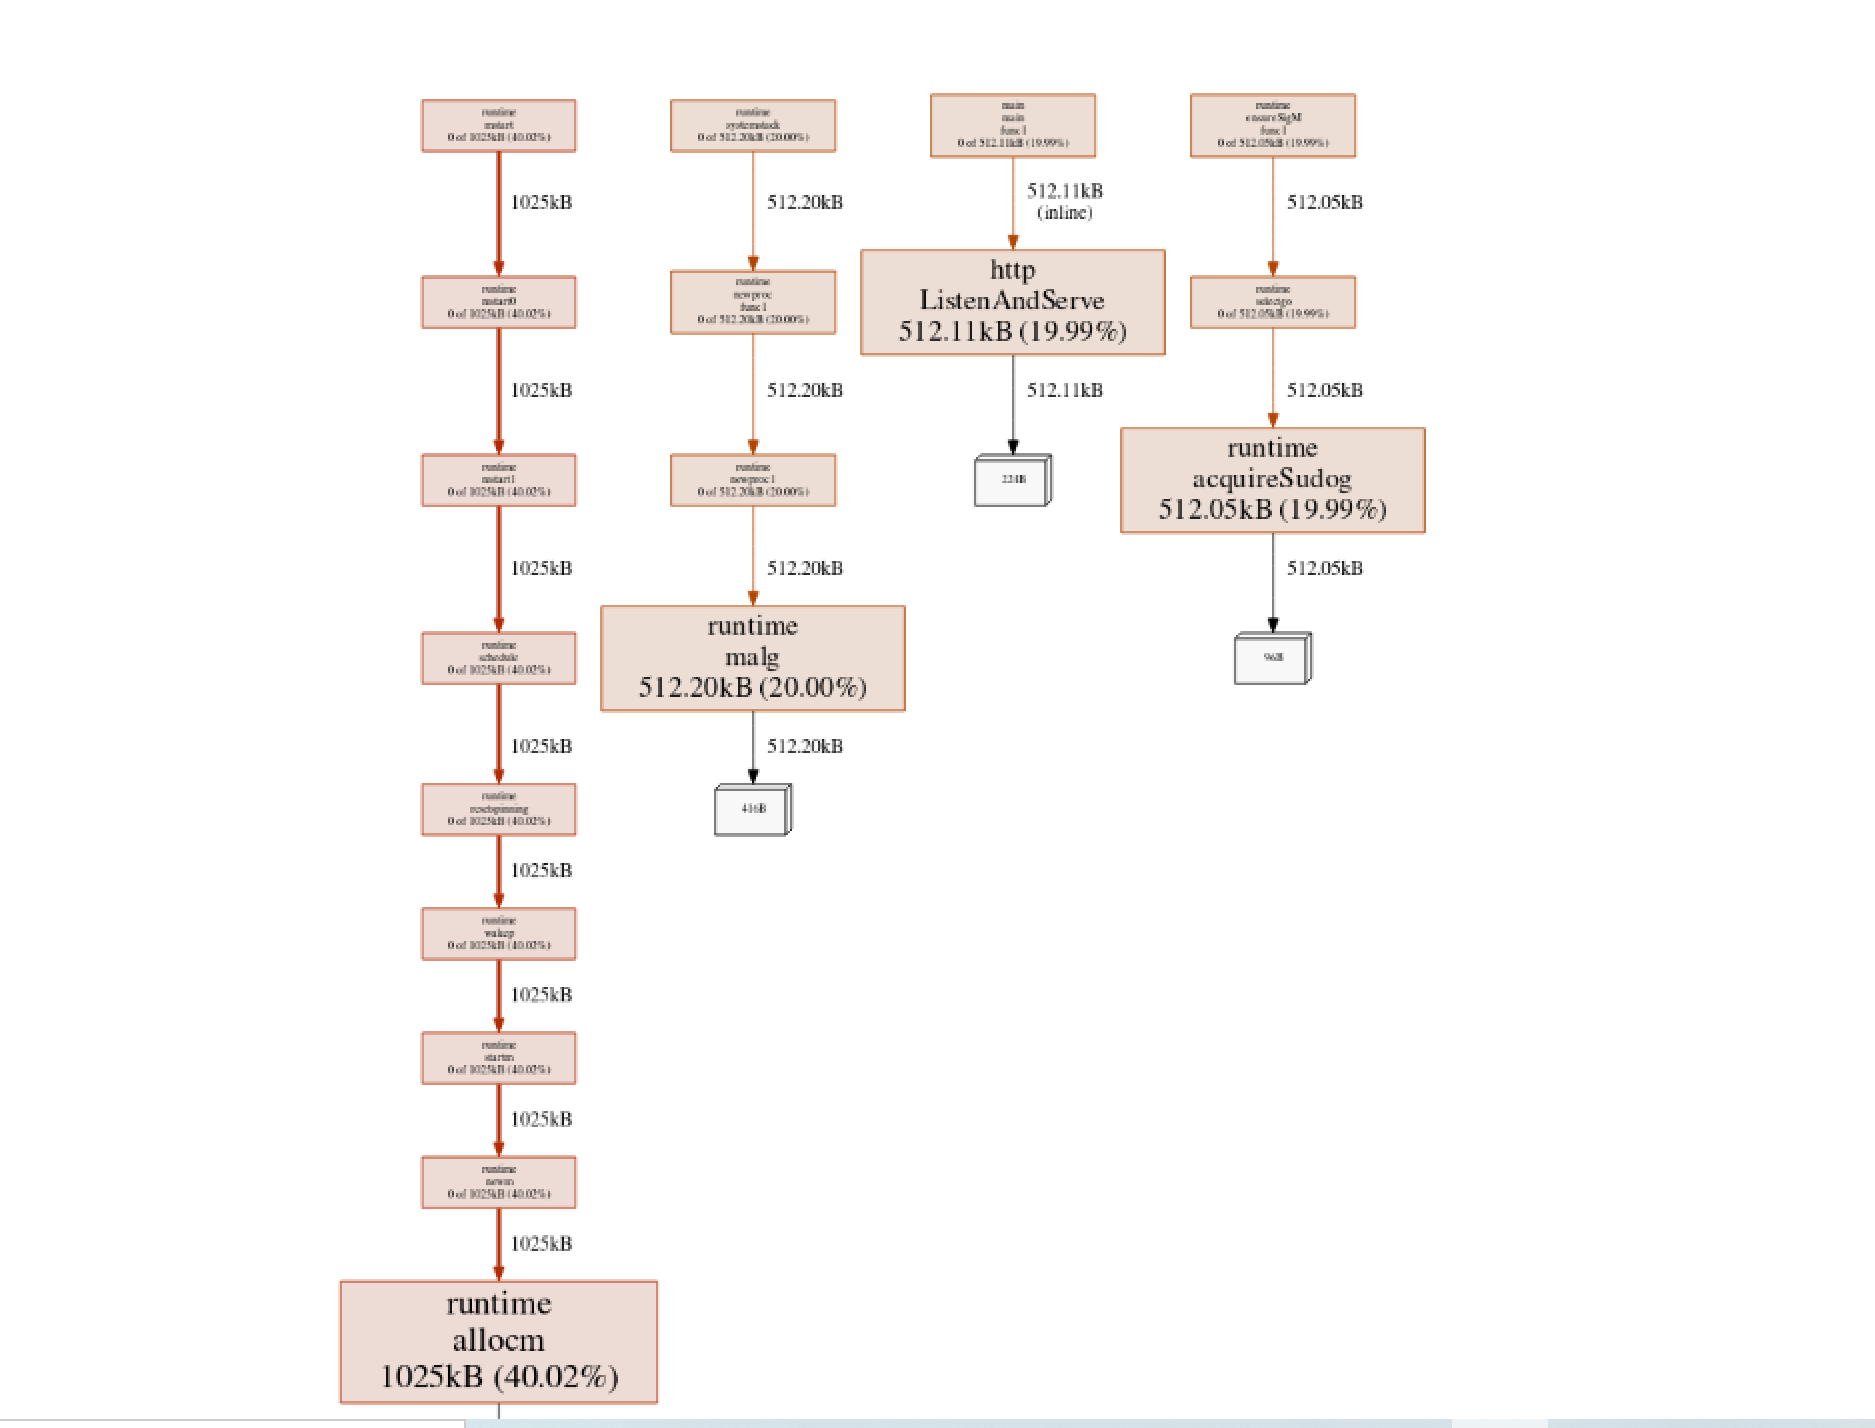 runtime
mstart
0 of 1025kB (40.02%)
1025kB
runtime
mstart0
0 of 1025kB (40.02%)
1025kB
runtime
mstart1
0 of 1025kB (40.02%)
1025kB
runtime
schedule
0 of 1025kB (40.02%)
1025kB
runtime
resetspinning
0 of 1025kB (40.02%)
1025kB
runtime
wakep
0 of 1025kB (40.02%)
1025kB
runtime
startm
0 of 1025kB (40.02%)
1025kB
runtime
newm
0 of 1025kB (40.02%)
1025kB
runtime
allocm
1025kB (40.02%)
runtime
systemstack
0 of 512.20kB (20.00%)
512.20kB
runtime
newproc
func1
0 of 512.20kB (20.00%)
512.20kB
runtime
newproc1
0 of 512.20kB (20.00%)
512.20kB
runtime
malg
512.20kB (20.00%)
512.20kB
416B
main
main
func1
0 of 512.11kB (19.99%)
512.11kB
(inline)
http
ListenAndServe
512.11kB (19.99%)
512.11kB
224B
runtime
ensureSigM
func1
0 of 512.05kB (19.99%)
512.05kB
runtime
selectgo
0 of 512.05kB (19.99%)
512.05kB
runtime
acquireSudog
512.05kB (19.99%)
512.05kB
96B